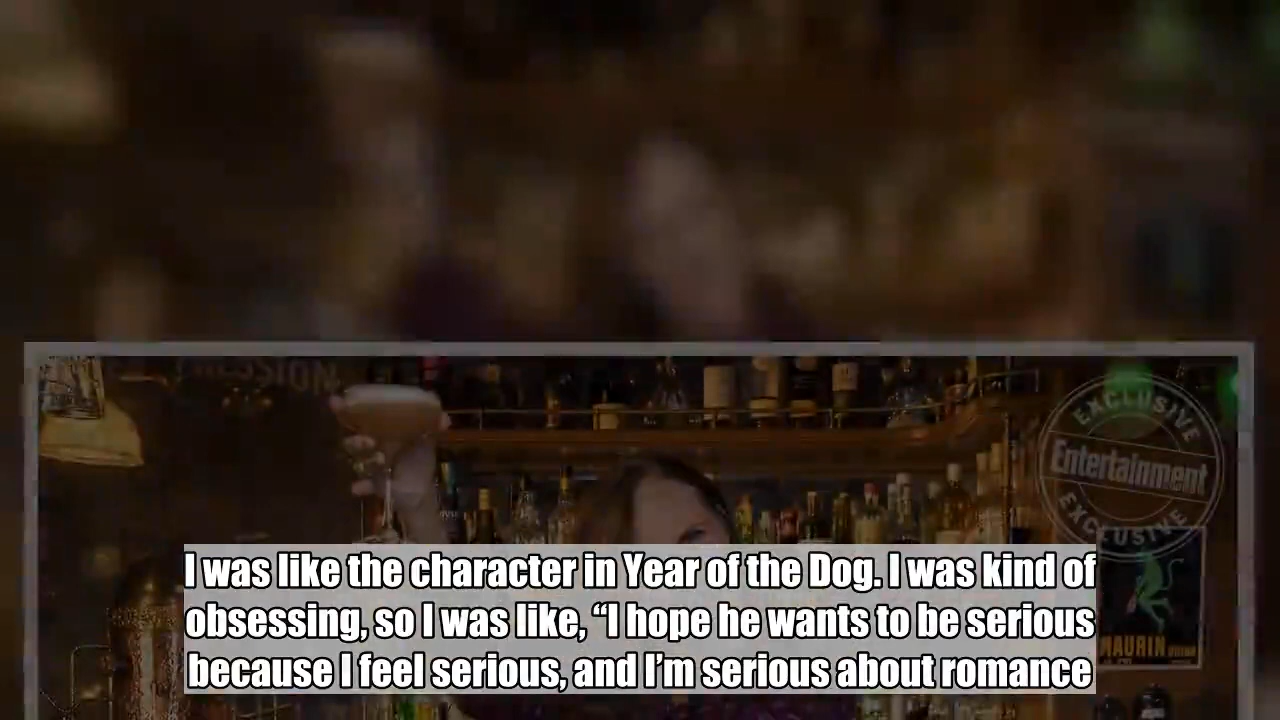 PRESSION
EXCLUSIVE
Entertainment
EXCLUSIVE
I was like the character in Year of the Dog. I was kind of
obsessing, so I was like, “I hope he wants to be serious
because I feel serious, and I’m serious about romance
MAURIN